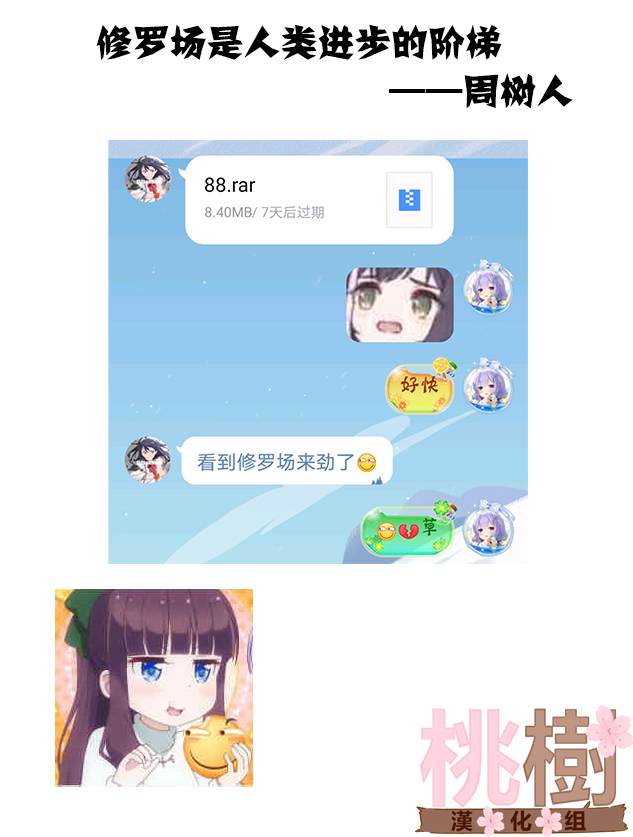 修罗场是人类进步的阶梯
——周树人
88.rar
8.40MB/ 7天后过期
好快
看到修罗场来劲了
草
桃樹
漢化组